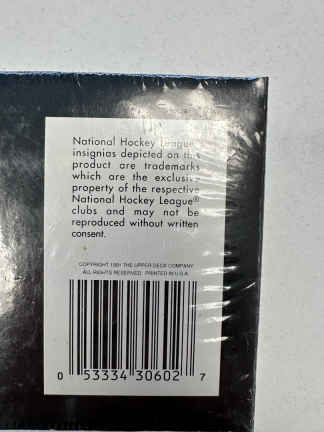 National Hockey League
insignias depicted on this
product are trademarks
which are the exclusive
property of the respective
National Hockey League®
clubs and may not be
reproduced without written
consent.
COPYRIGHT 1991 THE UPPER DECK COMPANY
ALL RIGHTS RESERVED. PRINTED IN U.S.A.
0 53334 30602 7